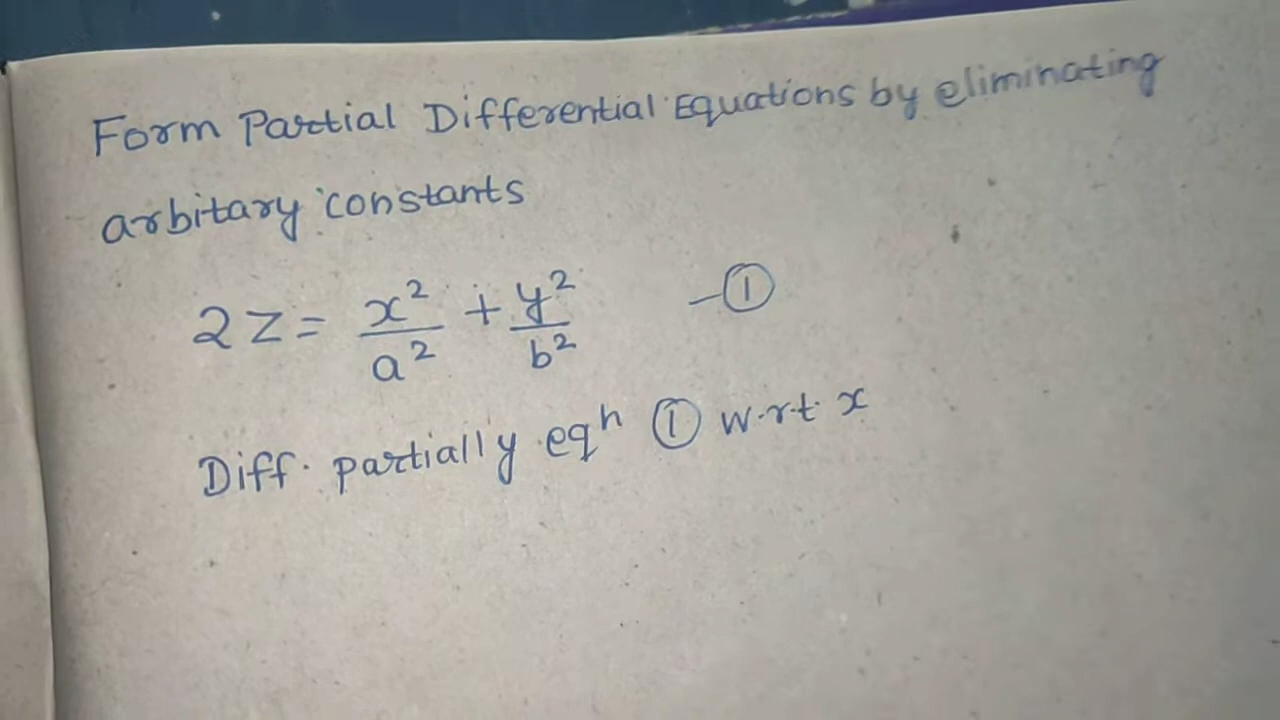 Form Partial Differential Equations by eliminating
arbitary constants
2z = x²/a² + y²/b² -①
Diff. partially eqn ① w.r.t. x